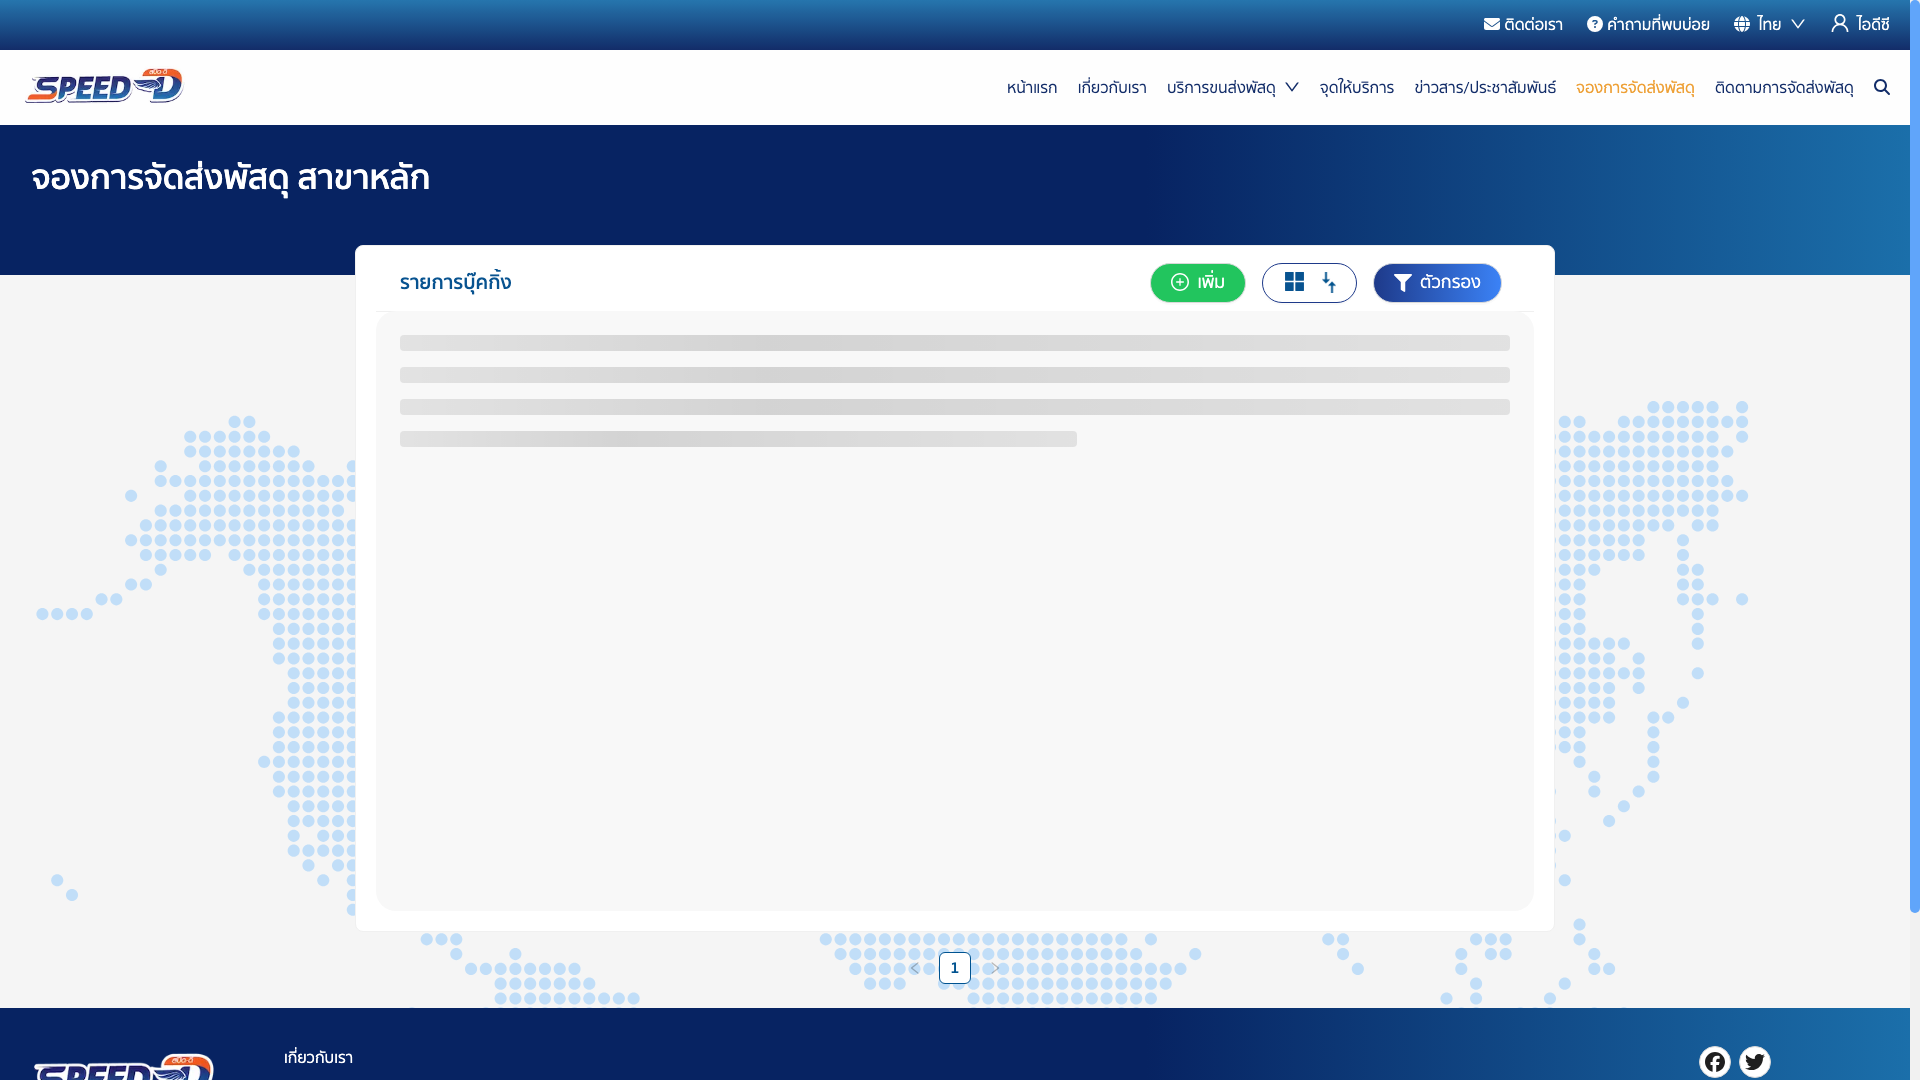 ติดต่อเรา คำถามที่พบบ่อย ไทย ไอดีซี
สปีด-ดี
SPEED-D
หน้าแรก เกี่ยวกับเรา บริการขนส่งพัสดุ จุดให้บริการ ข่าวสาร/ประชาสัมพันธ์ จองการจัดส่งพัสดุ ติดตามการจัดส่งพัสดุ
จองการจัดส่งพัสดุ สาขาหลัก
รายการบุ๊คกิ้ง เพิ่ม ตัวกรอง
1
สปีด-ดี
SPEED-D
เกี่ยวกับเรา